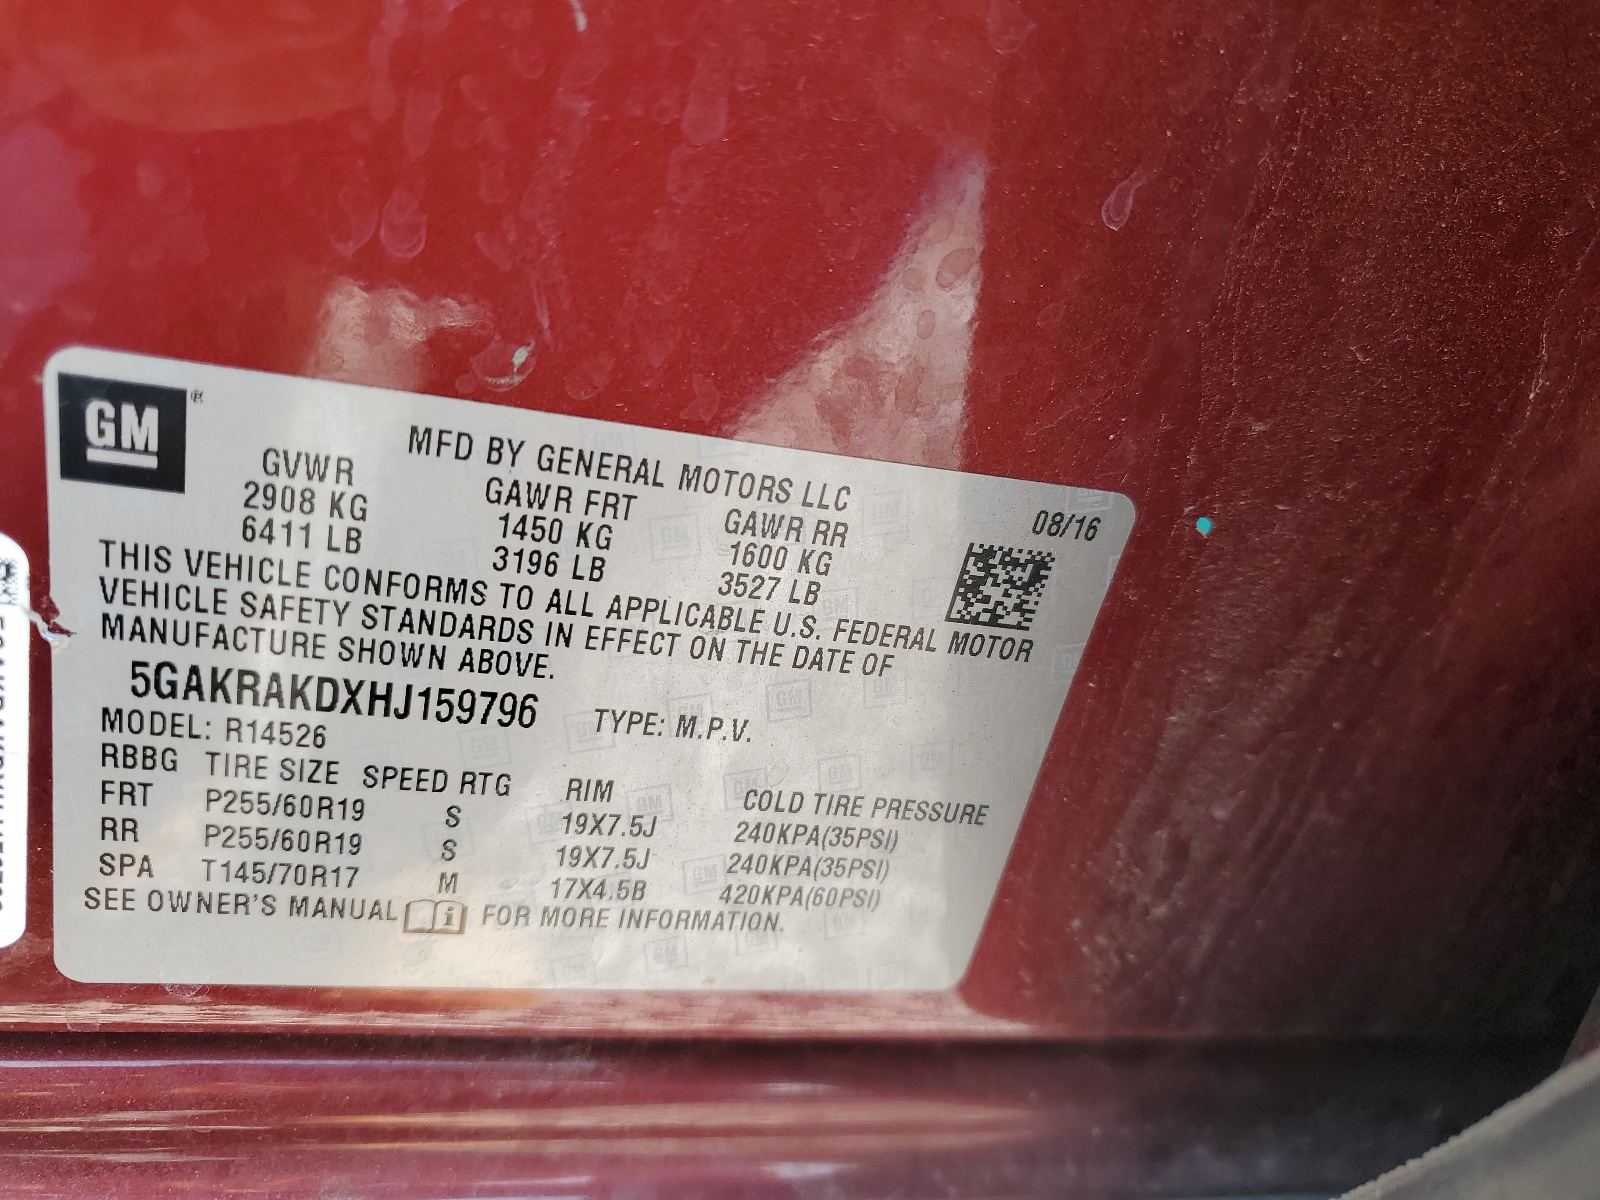 GM®
MFD BY GENERAL MOTORS LLC
08/16
GVWR GAWR FRT GAWR RR
2908 KG 1450 KG 1600 KG
6411 LB 3196 LB 3527 LB
THIS VEHICLE CONFORMS TO ALL APPLICABLE U.S. FEDERAL MOTOR
VEHICLE SAFETY STANDARDS IN EFFECT ON THE DATE OF
MANUFACTURE SHOWN ABOVE.
5GAKRAKDXHJ159796 TYPE: M.P.V.
MODEL: R14526
RBBG TIRE SIZE SPEED RTG RIM COLD TIRE PRESSURE
FRT P255/60R19 S 19X7.5J 240KPA(35PSI)
RR P255/60R19 S 19X7.5J 240KPA(35PSI)
SPA T145/70R17 M 17X4.5B 420KPA(60PSI)
SEE OWNER'S MANUAL i FOR MORE INFORMATION.